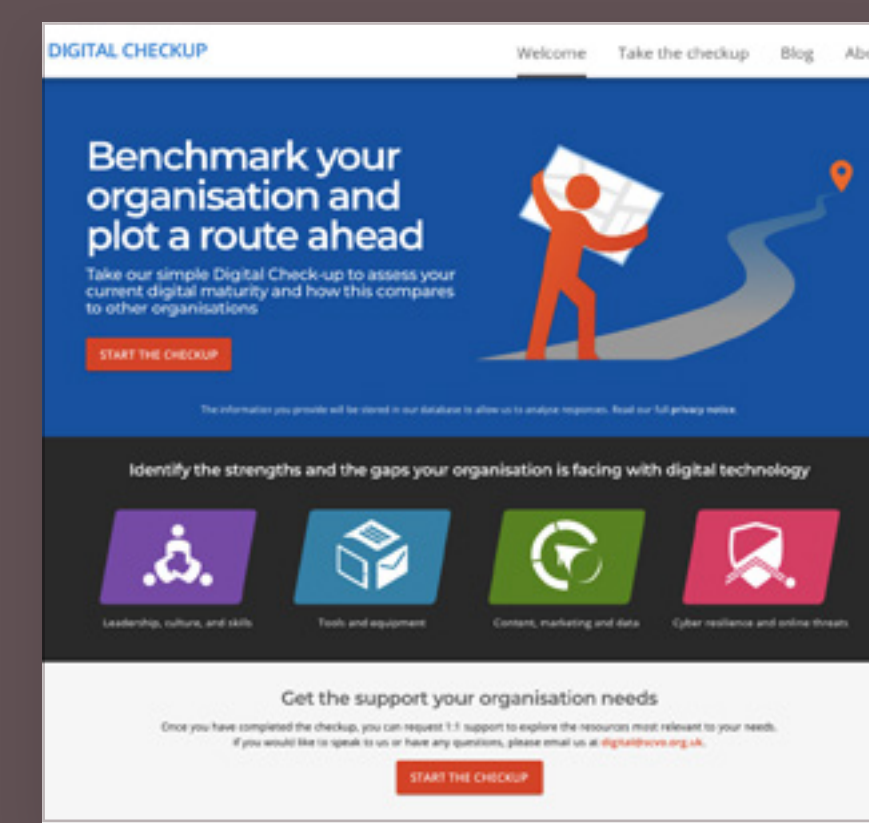 DIGITAL CHECKUP
Welcome Take the checkup Blog Abo
Benchmark your
organisation and
plot a route ahead
Take our simple Digital Check-up to assess your
current digital maturity and how this compares
to other organisations
START THE CHECKUP
The information you provide will be stored in our database to allow us to analyse responses. Read our full privacy notice.
Identify the strengths and the gaps your organisation is facing with digital technology
Leadership, culture, and skills
Tools and equipment
Content, marketing and data
Cyber resilience and online threats
Get the support your organisation needs
Once you have completed the checkup, you can request 1:1 support to explore the resources most relevant to your needs.
If you would like to speak to us or have any questions, please email us at digital@scvo.org.uk.
START THE CHECKUP